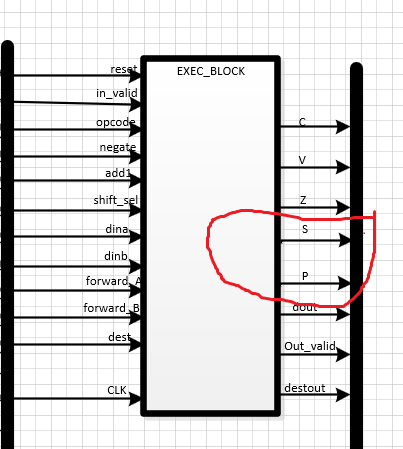 EXEC_BLOCK
reset
in_valid
opcode
negate
add1
shift_sel
dina
dinb
forward_A
forward_B
dest
CLK
C
V
Z
S
P
dout
Out_valid
destout